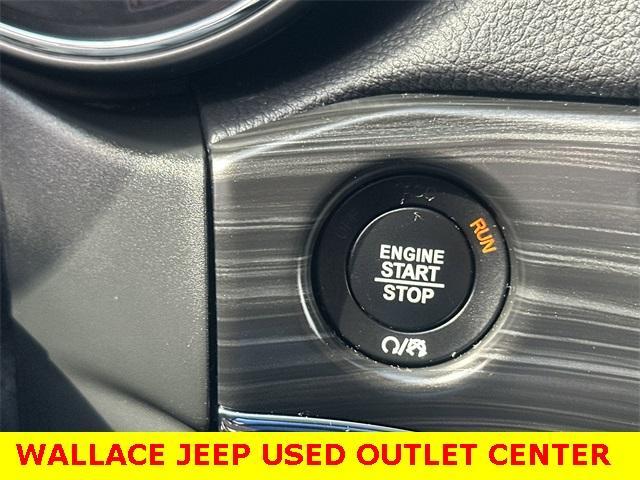 RUN
ENGINE
START
STOP
WALLACE JEEP USED OUTLET CENTER